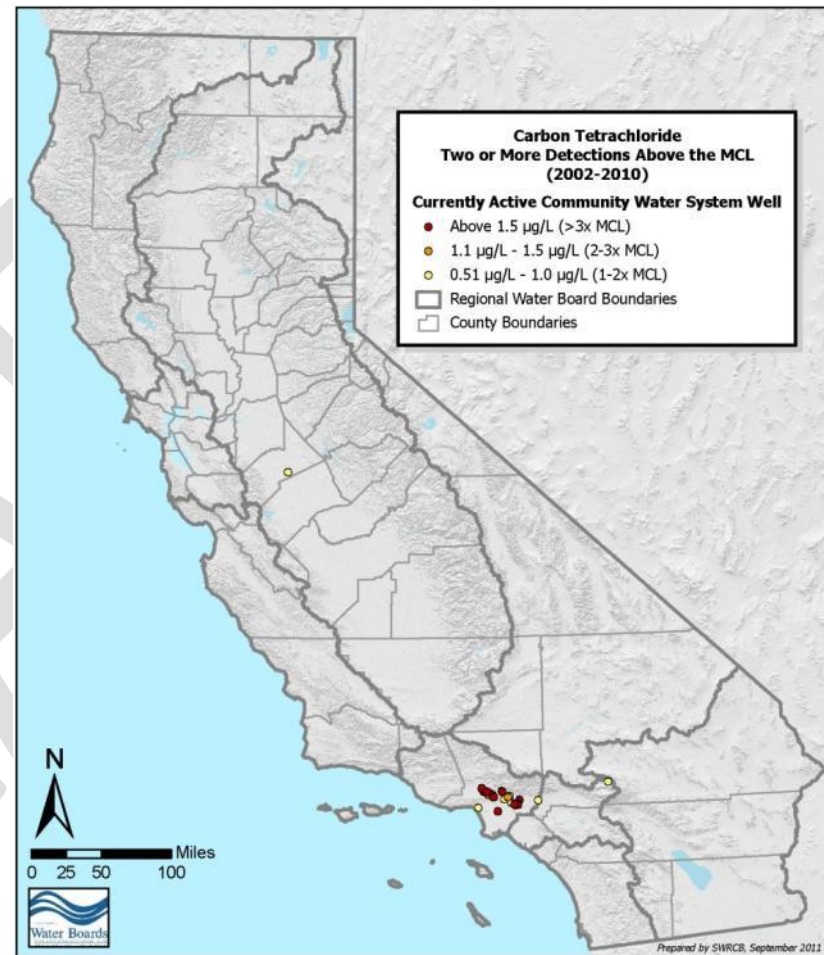 Carbon Tetrachloride
Two or More Detections Above the MCL
(2002-2010)
Currently Active Community Water System Well
Above 1.5 µg/L (>3x MCL)
1.1 µg/L - 1.5 µg/L (2-3x MCL)
0.51 µg/L - 1.0 µg/L (1-2x MCL)
Regional Water Board Boundaries
County Boundaries
N
Miles
0 25 50 100
Water Boards
Prepared by SWRCB, September 2011